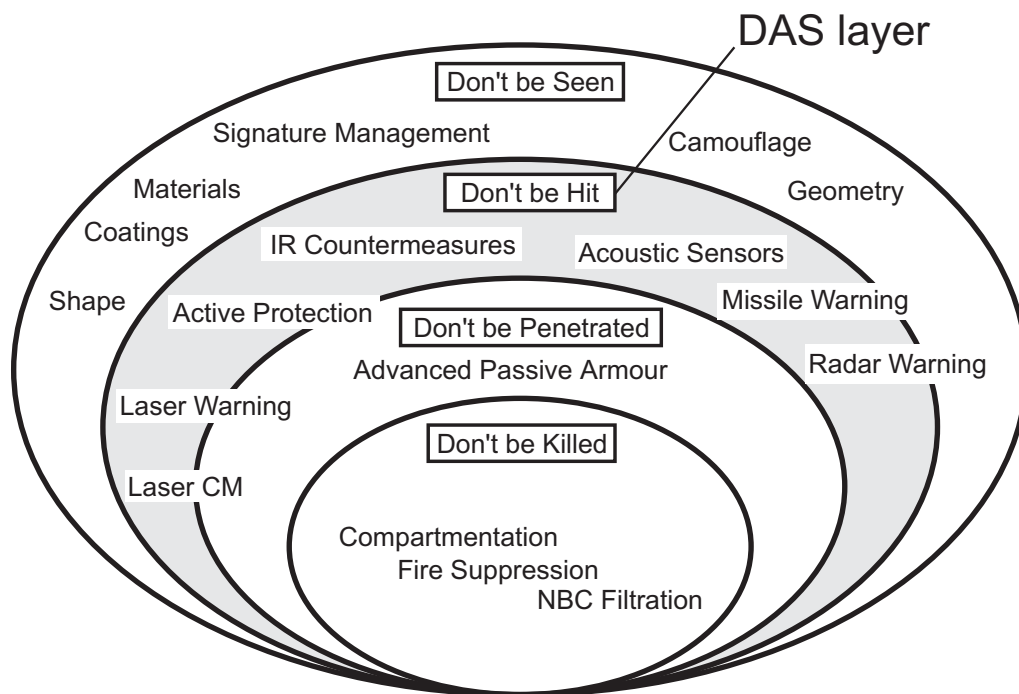 DAS layer
Don't be Seen
Signature Management
Camouflage
Materials
Don't be Hit
Geometry
Coatings
IR Countermeasures
Acoustic Sensors
Shape
Active Protection
Missile Warning
Don't be Penetrated
Advanced Passive Armour
Radar Warning
Laser Warning
Don't be Killed
Laser CM
Compartmentation
Fire Suppression
NBC Filtration